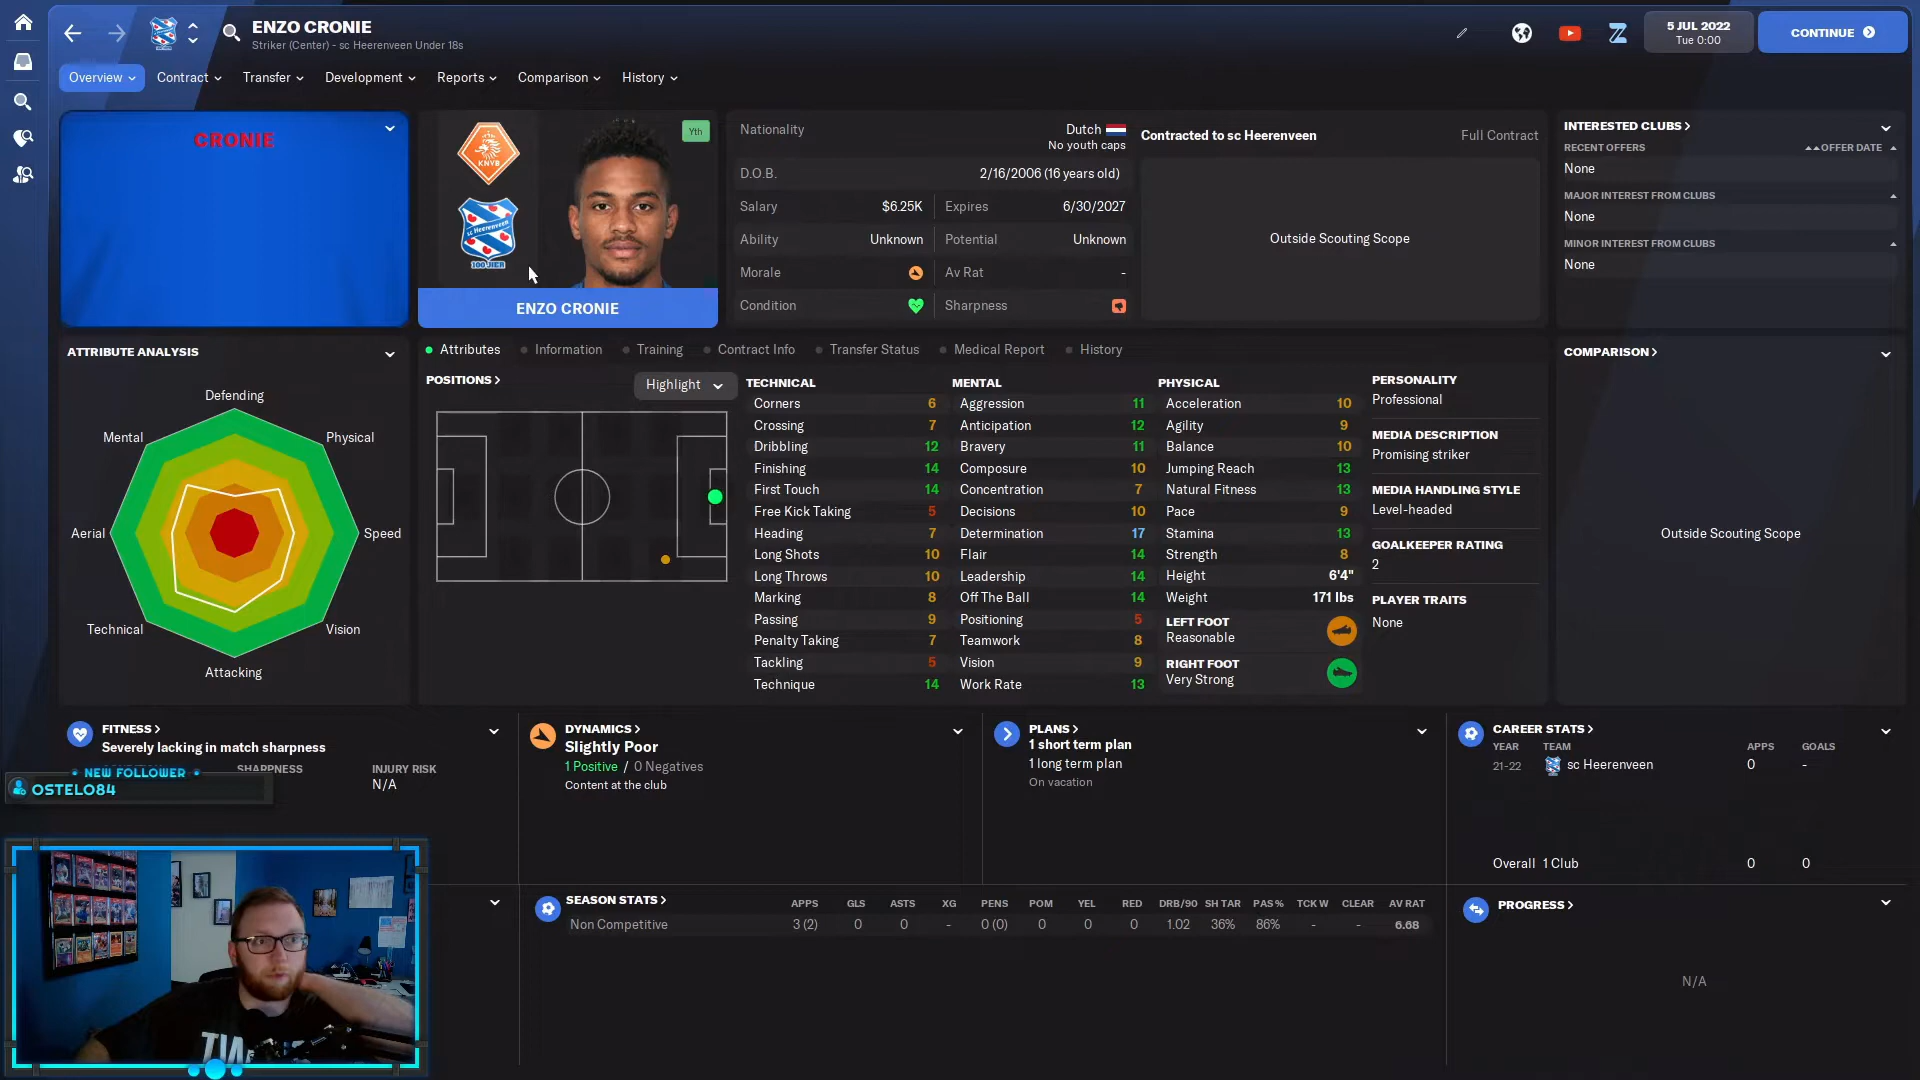 ENZO CRONIE
Striker (Center) - sc Heerenveen Under 18s
5 JUL 2022
Tue 0:00
CONTINUE
Overview Contract Transfer Development Reports Comparison History
CRONIE
KNVB
sc Heerenveen
100 JIER
Yth
ENZO CRONIE
Nationality Dutch
No youth caps
D.O.B. 2/16/2006 (16 years old)
Salary $6.25K Expires 6/30/2027
Ability Unknown Potential Unknown
Morale Av Rat -
Condition Sharpness
Contracted to sc Heerenveen Full Contract
Outside Scouting Scope
INTERESTED CLUBS >
RECENT OFFERS OFFER DATE
None
MAJOR INTEREST FROM CLUBS
None
MINOR INTEREST FROM CLUBS
None
ATTRIBUTE ANALYSIS
Defending
Mental Physical
Aerial Speed
Technical Vision
Attacking
Attributes Information Training Contract Info Transfer Status Medical Report History
POSITIONS >
Highlight
TECHNICAL
Corners 6
Crossing 7
Dribbling 12
Finishing 14
First Touch 14
Free Kick Taking 5
Heading 7
Long Shots 10
Long Throws 10
Marking 8
Passing 9
Penalty Taking 7
Tackling 5
Technique 14
MENTAL
Aggression 11
Anticipation 12
Bravery 11
Composure 10
Concentration 7
Decisions 10
Determination 17
Flair 14
Leadership 14
Off The Ball 14
Positioning 5
Teamwork 8
Vision 9
Work Rate 13
PHYSICAL
Acceleration 10
Agility 9
Balance 10
Jumping Reach 13
Natural Fitness 13
Pace 9
Stamina 13
Strength 8
Height 6'4"
Weight 171 lbs
LEFT FOOT
Reasonable
RIGHT FOOT
Very Strong
PERSONALITY
Professional
MEDIA DESCRIPTION
Promising striker
MEDIA HANDLING STYLE
Level-headed
GOALKEEPER RATING
2
PLAYER TRAITS
None
COMPARISON >
Outside Scouting Scope
FITNESS >
Severely lacking in match sharpness
SHARPNESS INJURY RISK
N/A
NEW FOLLOWER
OSTELO84
DYNAMICS >
Slightly Poor
1 Positive / 0 Negatives
Content at the club
PLANS >
1 short term plan
1 long term plan
On vacation
CAREER STATS >
YEAR TEAM APPS GOALS
21-22 sc Heerenveen 0 -
Overall 1 Club 0 0
SEASON STATS > APPS GLS ASTS XG PENS POM YEL RED DRB/90 SH TAR PAS % TCK W CLEAR AV RAT
Non Competitive 3 (2) 0 0 - 0 (0) 0 0 0 1.02 36% 86% - - 6.68
PROGRESS >
N/A